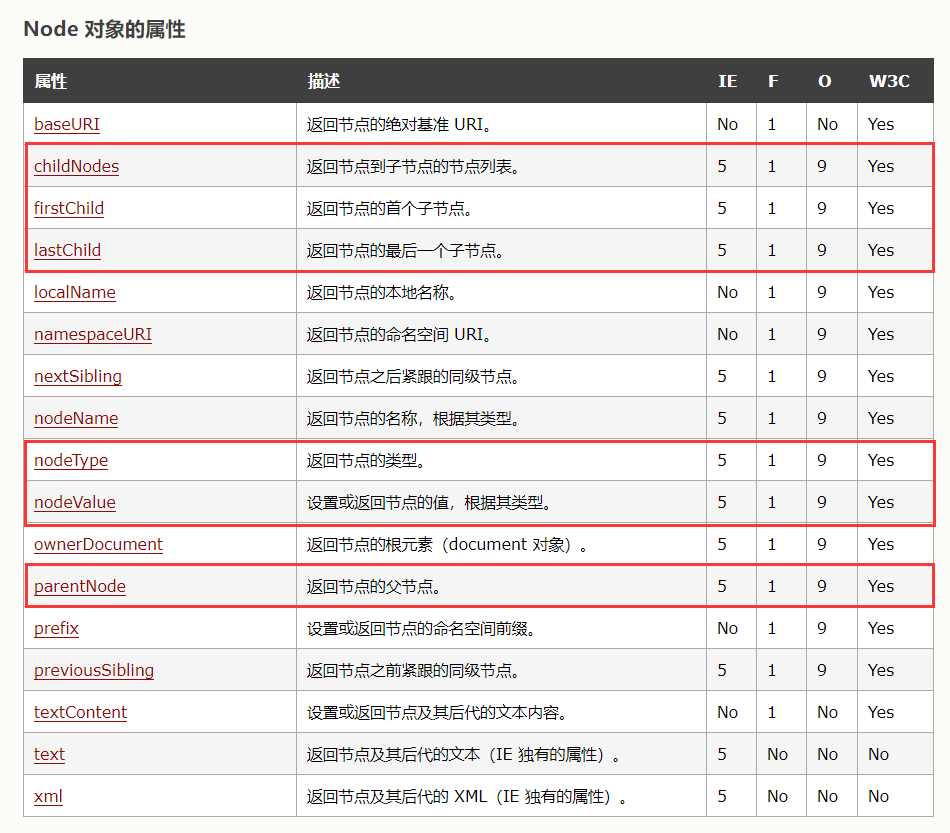 Node 对象的属性
属性 描述 IE F O W3C
baseURI 返回节点的绝对基准 URI。 No 1 No Yes
childNodes 返回节点到子节点的节点列表。 5 1 9 Yes
firstChild 返回节点的首个子节点。 5 1 9 Yes
lastChild 返回节点的最后一个子节点。 5 1 9 Yes
localName 返回节点的本地名称。 No 1 9 Yes
namespaceURI 返回节点的命名空间 URI。 No 1 9 Yes
nextSibling 返回节点之后紧跟的同级节点。 5 1 9 Yes
nodeName 返回节点的名称，根据其类型。 5 1 9 Yes
nodeType 返回节点的类型。 5 1 9 Yes
nodeValue 设置或返回节点的值，根据其类型。 5 1 9 Yes
ownerDocument 返回节点的根元素（document 对象）。 5 1 9 Yes
parentNode 返回节点的父节点。 5 1 9 Yes
prefix 设置或返回节点的命名空间前缀。 No 1 9 Yes
previousSibling 返回节点之前紧跟的同级节点。 5 1 9 Yes
textContent 设置或返回节点及其后代的文本内容。 No 1 No Yes
text 返回节点及其后代的文本（IE 独有的属性）。 5 No No No
xml 返回节点及其后代的 XML（IE 独有的属性）。 5 No No No